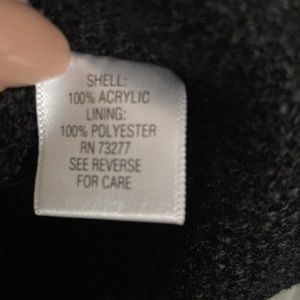 SHELL:
100% ACRYLIC
LINING:
100% POLYESTER
RN 73277
SEE REVERSE
FOR CARE